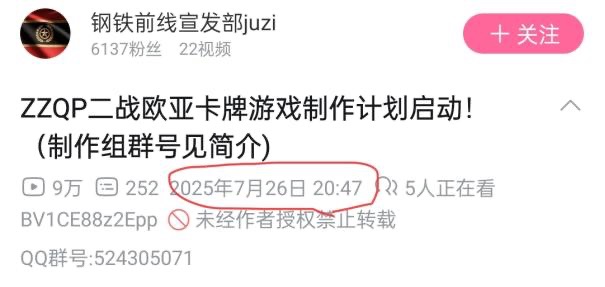 钢铁前线宣发部juzi
6137粉丝 22视频
+ 关注
ZZQP二战欧亚卡牌游戏制作计划启动！
（制作组群号见简介)
9万 252 2025年7月26日 20:47 5人正在看
BV1CE88z2Epp 未经作者授权禁止转载
QQ群号:524305071